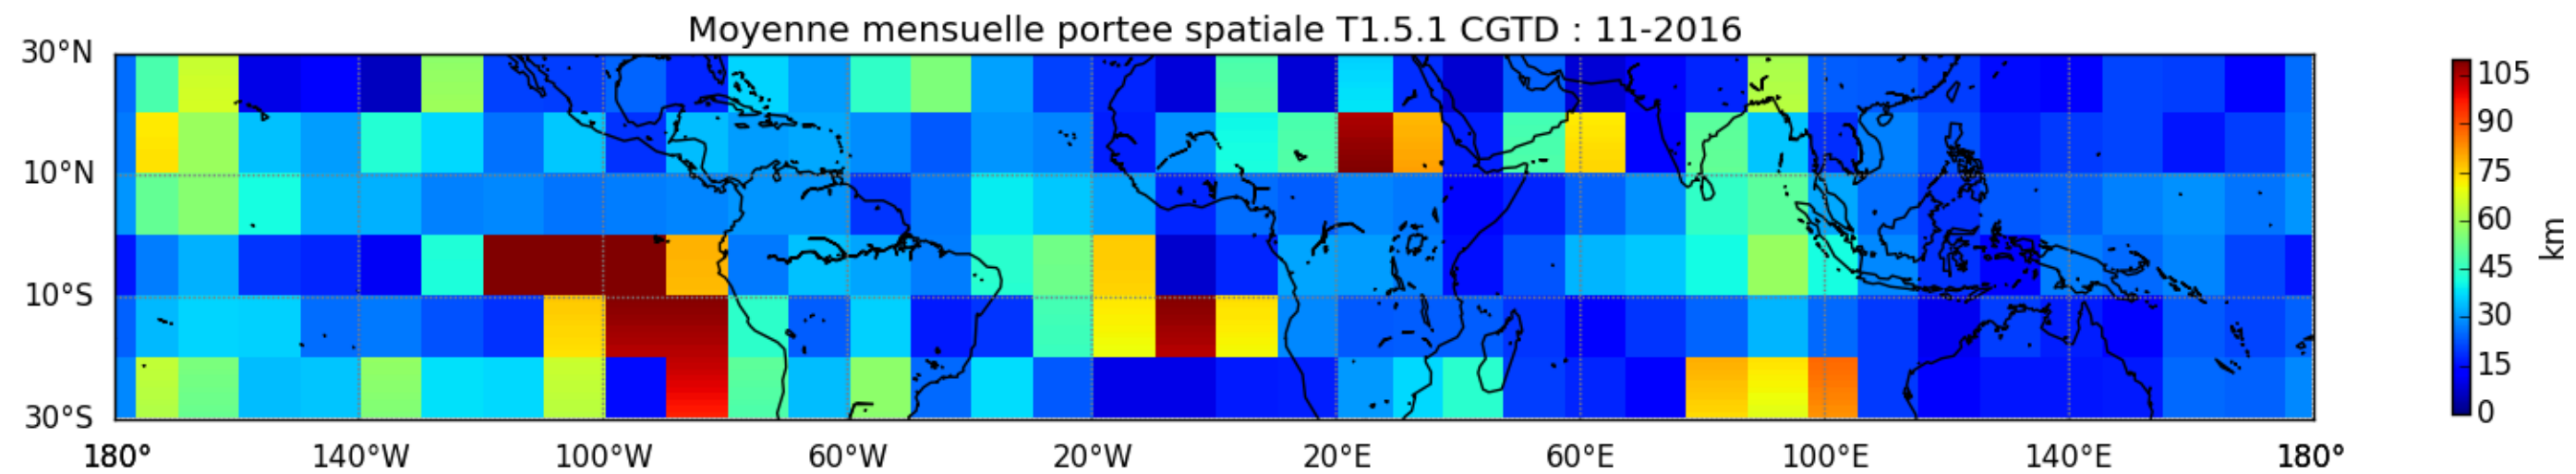 Moyenne mensuelle portee spatiale T1.5.1 CGTD : 11-2016
30°N
10°N
10°S
30°S
180° 140°W 100°W 60°W 20°W 20°E 60°E 100°E 140°E 180°
105
90
75
60
45
30
15
0
km